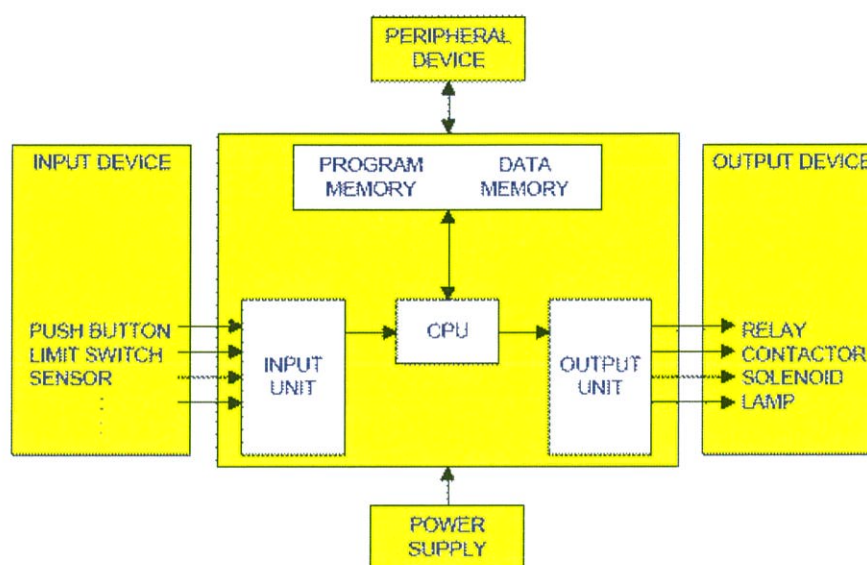 PERIPHERAL
DEVICE
INPUT DEVICE
PROGRAM
MEMORY
DATA
MEMORY
OUTPUT DEVICE
PUSH BUTTON
LIMIT SWITCH
SENSOR
INPUT
UNIT
CPU
OUTPUT
UNIT
RELAY
CONTACTOR
SOLENOID
LAMP
POWER
SUPPLY